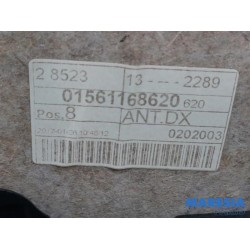 2 8523 13 --- 2289
01561168620 620
Pos.8 ANT.DX
0202003